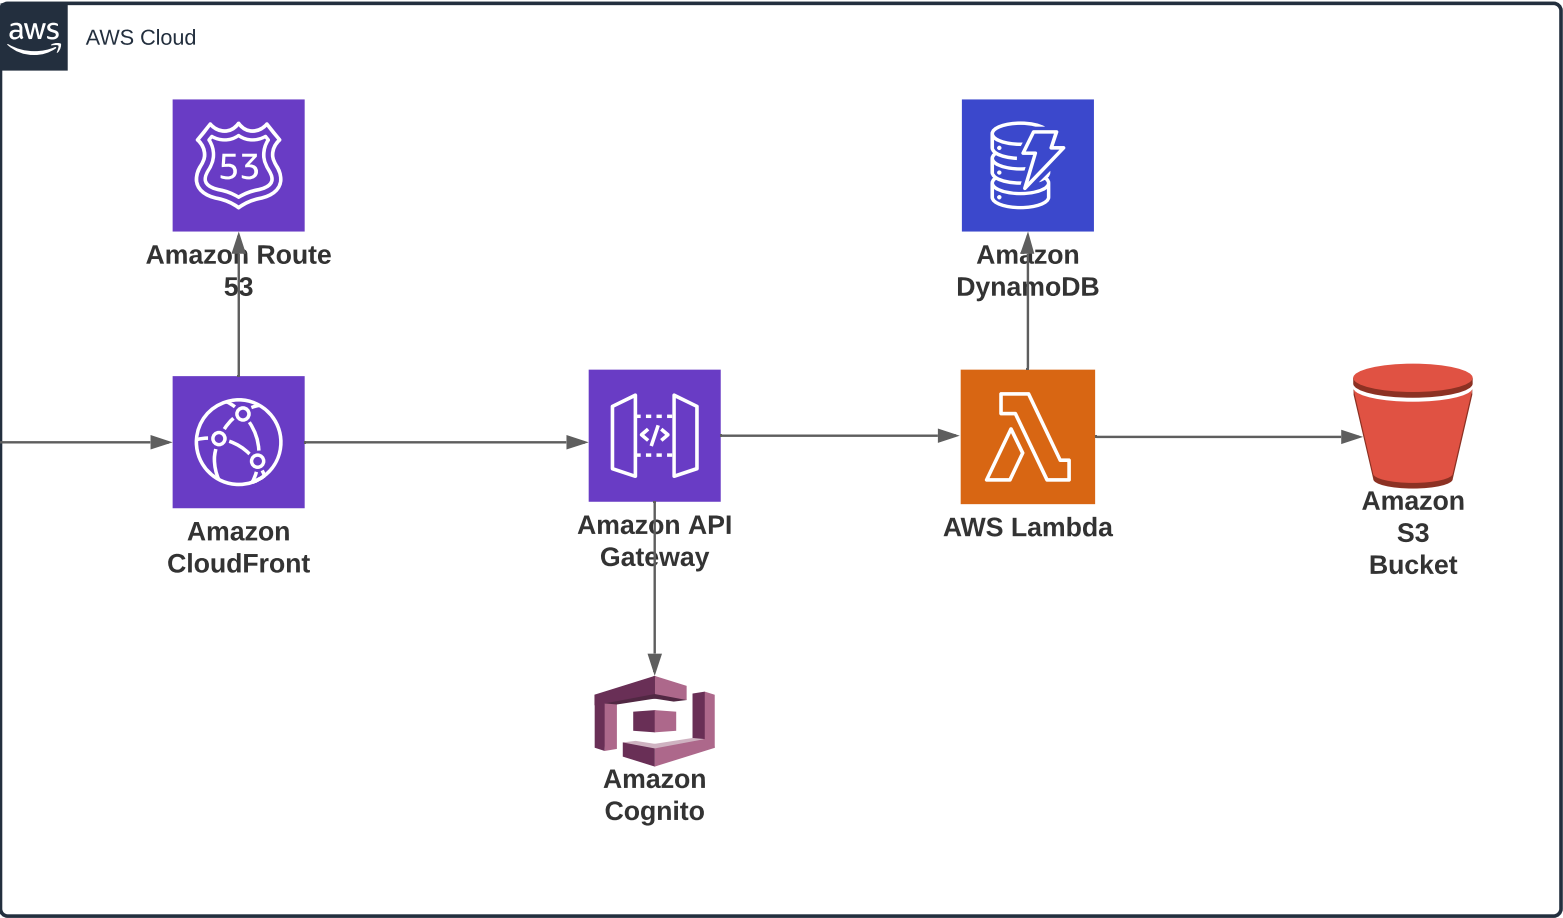 aws
AWS Cloud
53
Amazon Route
53
Amazon
DynamoDB
</>
Amazon
CloudFront
Amazon API
Gateway
AWS Lambda
Amazon
S3
Bucket
Amazon
Cognito